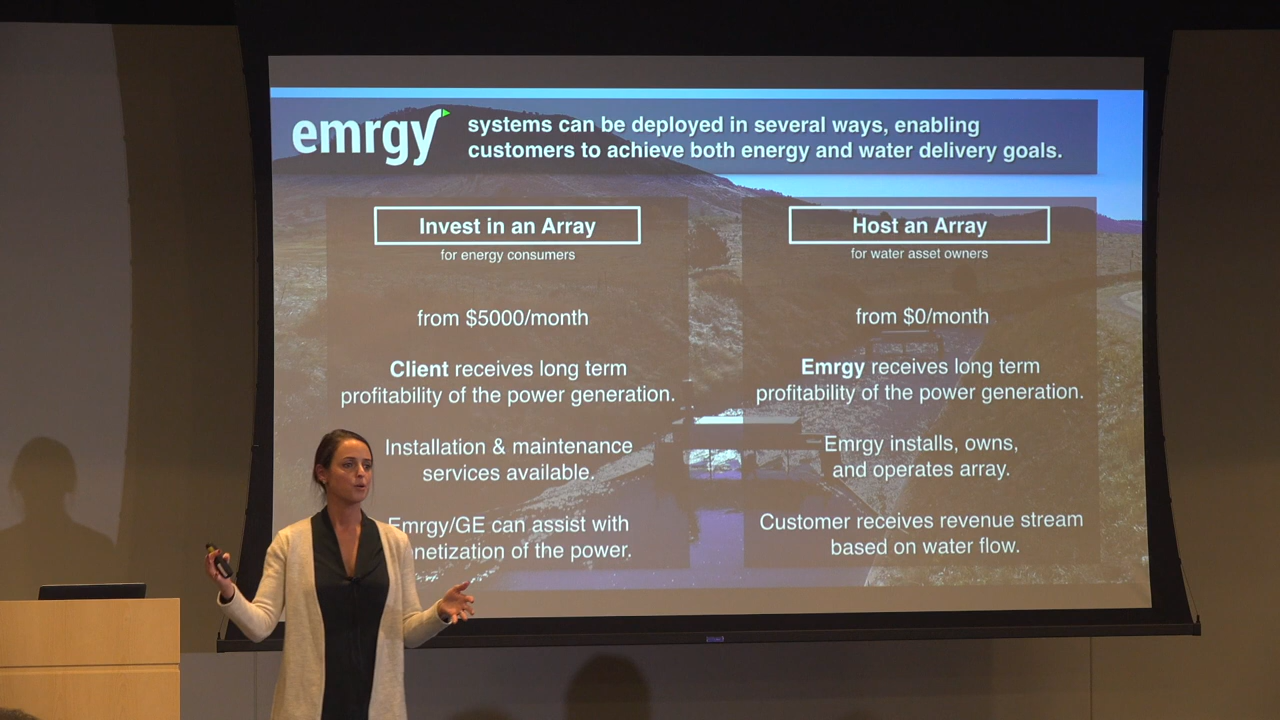 emrgy
systems can be deployed in several ways, enabling
customers to achieve both energy and water delivery goals.
Invest in an Array
for energy consumers
from $5000/month
Client receives long term
profitability of the power generation.
Installation & maintenance
services available.
Emrgy/GE can assist with
netization of the power.
Host an Array
for water asset owners
from $0/month
Emrgy receives long term
profitability of the power generation.
Emrgy installs, owns,
and operates array.
Customer receives revenue stream
based on water flow.